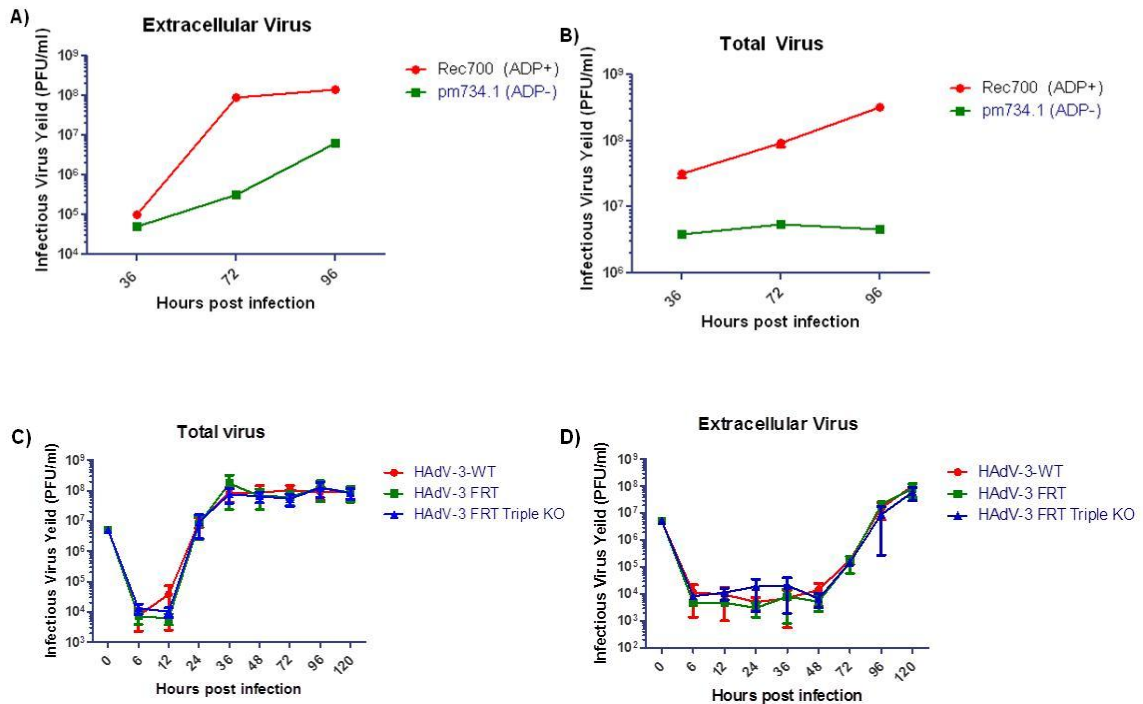 A)
Extracellular Virus
Infectious Virus Yeild (PFU/ml)
10⁹
10⁸
10⁷
10⁶
10⁵
10⁴
36
72
96
Hours post infection
Rec700 (ADP+)
pm734.1 (ADP-)
B)
Total Virus
Infectious Virus Yeild (PFU/ml)
10⁹
10⁸
10⁷
10⁶
36
72
96
Hours post infection
Rec700 (ADP+)
pm734.1 (ADP-)
C)
Total virus
Infectious Virus Yeild (PFU/ml)
10⁹
10⁸
10⁷
10⁶
10⁵
10⁴
10³
0
6
12
24
36
48
72
96
120
Hours post infection
HAdV-3-WT
HAdV-3 FRT
HAdV-3 FRT Triple KO
D)
Extracellular Virus
Infectious Virus Yeild (PFU/ml)
10⁹
10⁸
10⁷
10⁶
10⁵
10⁴
10³
10²
0
6
12
24
36
48
72
96
120
Hours post infection
HAdV-3-WT
HAdV-3 FRT
HAdV-3 FRT Triple KO